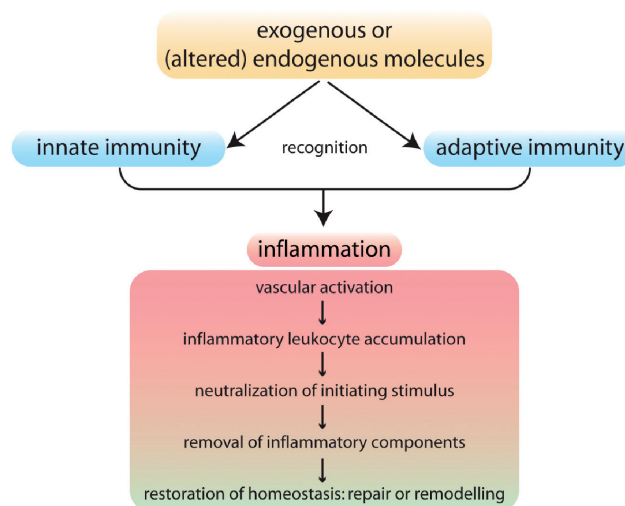 exogenous or
(altered) endogenous molecules
innate immunity
recognition
adaptive immunity
inflammation
vascular activation
inflammatory leukocyte accumulation
neutralization of initiating stimulus
removal of inflammatory components
restoration of homeostasis: repair or remodelling